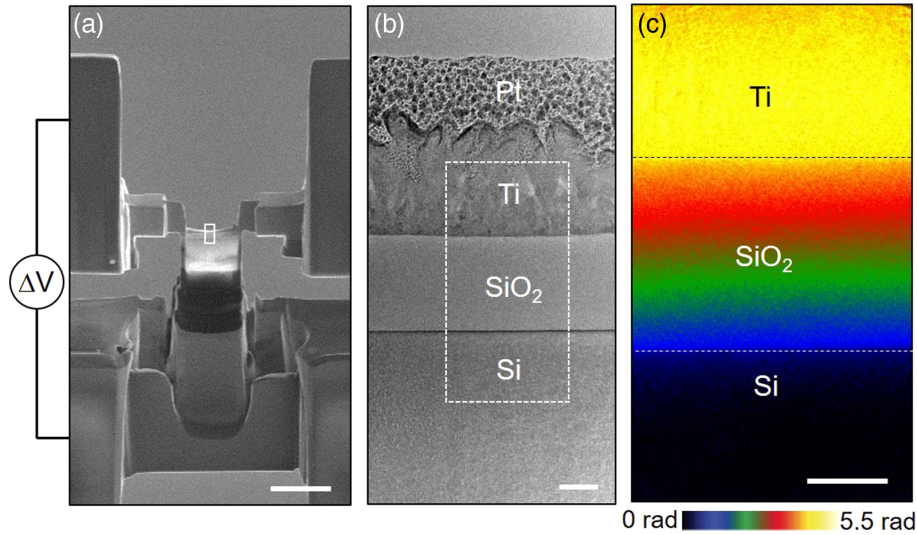 (a)
(b)
(c)
ΔV
Pt
Ti
SiO₂
Si
Ti
SiO₂
Si
0 rad
5.5 rad